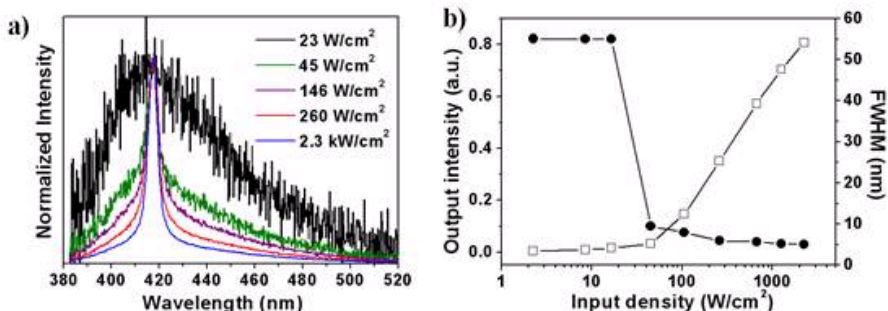 a)
Normalized Intensity
23 W/cm²
45 W/cm²
146 W/cm²
260 W/cm²
2.3 kW/cm²
380 400 420 440 460 480 500 520
Wavelength (nm)
b)
Output intensity (a.u.)
0.8
0.6
0.4
0.2
0.0
1 10 100 1000
Input density (W/cm²)
60
50
40
30
20
10
0
FWHM (nm)